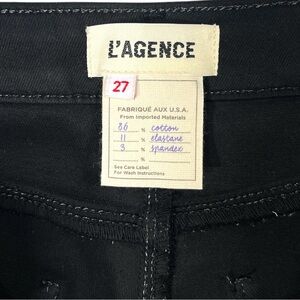 L'AGENCE
27
FABRIQUÉ AUX U.S.A.
From Imported Materials
86 % cotton
11 % elastane
3 % spandex
%
See Care Label
For Wash Instructions